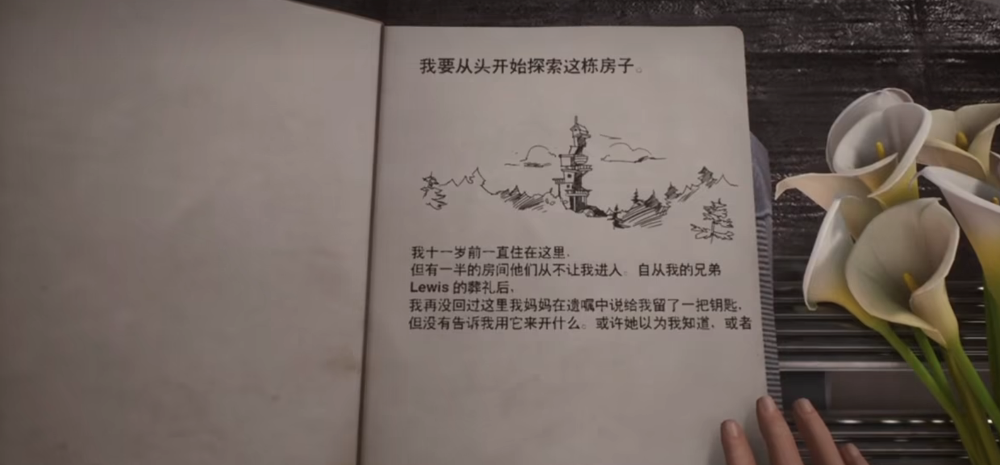 我要从头开始探索这栋房子。
我十一岁前一直住在这里，
但有一半的房间他们从不让我进入。自从我的兄弟
Lewis 的葬礼后，
我再没回过这里我妈妈在遗嘱中说给我留了一把钥匙，
但没有告诉我用它来开什么。或许她以为我知道，或者